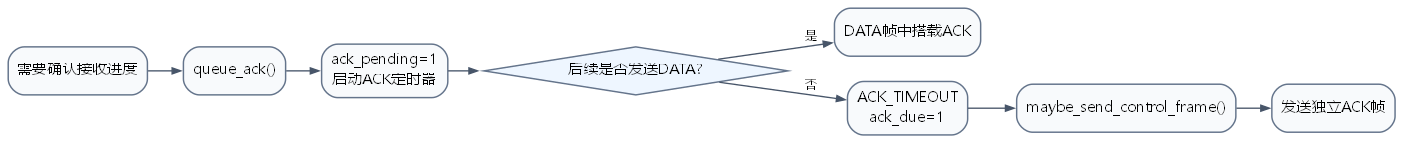 需要确认接收进度
queue_ack()
ack_pending=1
启动ACK定时器
后续是否发送DATA?
是
DATA帧中搭载ACK
否
ACK_TIMEOUT
ack_due=1
maybe_send_control_frame()
发送独立ACK帧